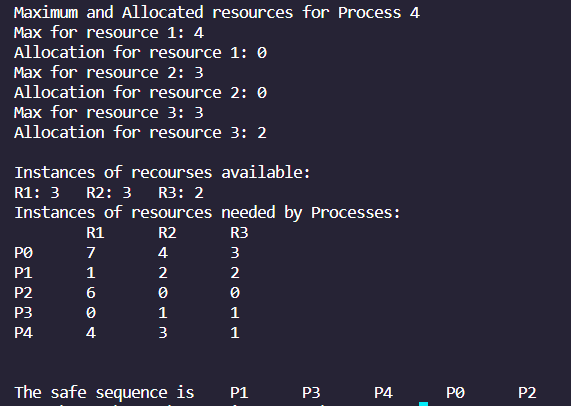 Maximum and Allocated resources for Process 4
Max for resource 1: 4
Allocation for resource 1: 0
Max for resource 2: 3
Allocation for resource 2: 0
Max for resource 3: 3
Allocation for resource 3: 2
Instances of recourses available:
R1: 3 R2: 3 R3: 2
Instances of resources needed by Processes:
R1 R2 R3
P0 7 4 3
P1 1 2 2
P2 6 0 0
P3 0 1 1
P4 4 3 1
The safe sequence is P1 P3 P4 P0 P2